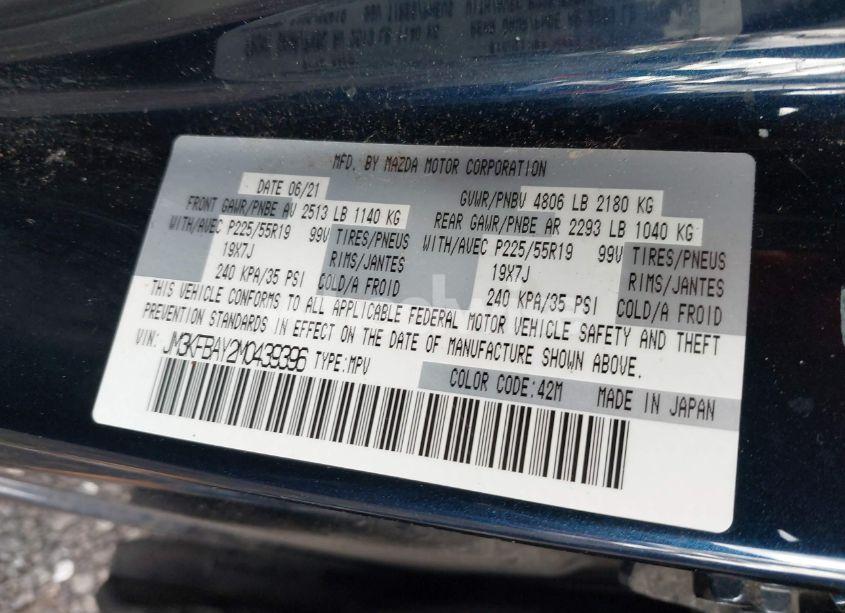 MFD. BY MAZDA MOTOR CORPORATION
DATE 06/21 GVWR/PNBV 4806 LB 2180 KG
FRONT GAWR/PNBE AV 2513 LB 1140 KG REAR GAWR/PNBE AR 2293 LB 1040 KG
WITH/AVEC P225/55R19 99V TIRES/PNEUS WITH/AVEC P225/55R19 99V TIRES/PNEUS
19X7J RIMS/JANTES 19X7J RIMS/JANTES
240 KPA/35 PSI COLD/A FROID 240 KPA/35 PSI COLD/A FROID
THIS VEHICLE CONFORMS TO ALL APPLICABLE FEDERAL MOTOR VEHICLE SAFETY AND THEFT
PREVENTION STANDARDS IN EFFECT ON THE DATE OF MANUFACTURE SHOWN ABOVE.
VIN: JM3KFBAY2M0439396 TYPE:MPV
COLOR CODE:42M MADE IN JAPAN